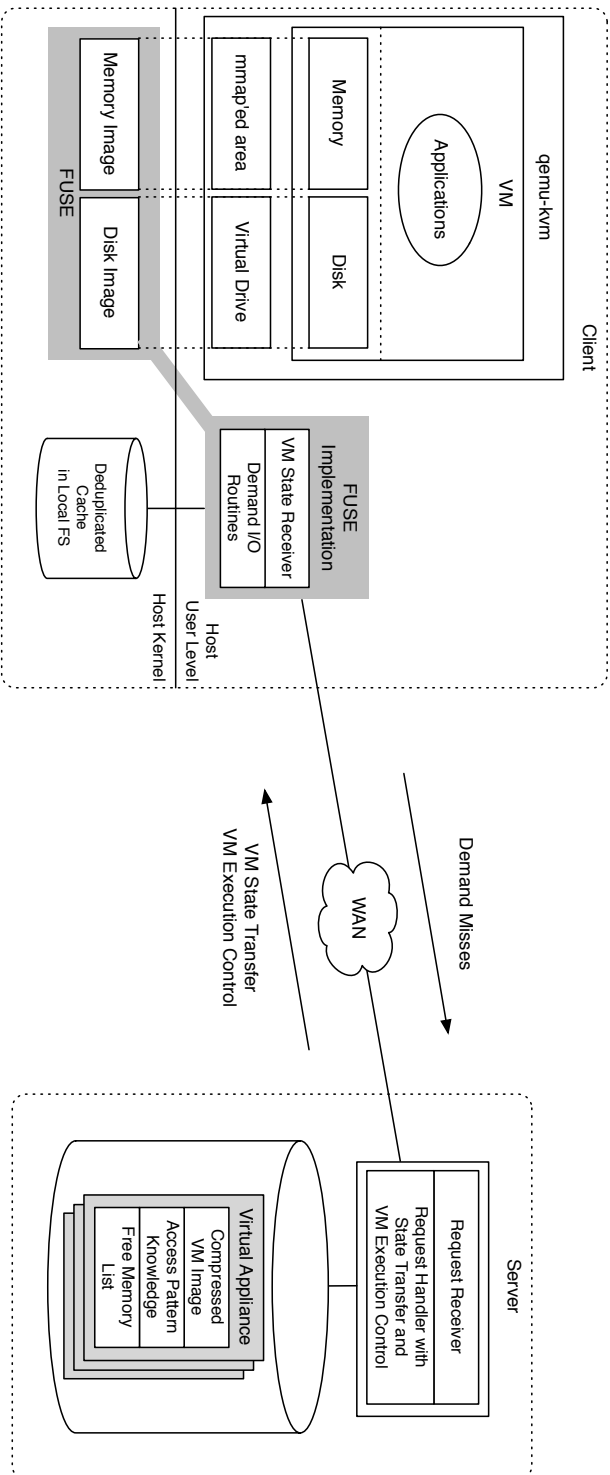 Client
qemu-kvm
VM
Applications
Memory
Disk
mmap'ed area
Virtual Drive
Memory Image
Disk Image
FUSE
FUSE
Implementation
VM State Receiver
Demand I/O
Routines
Host
User Level
Host Kernel
Deduplicated
Cache
in Local FS
Demand Misses
WAN
VM State Transfer
VM Execution Control
Server
Request Receiver
Request Handler with
State Transfer and
VM Execution Control
Virtual Appliance
Compressed
VM Image
Access Pattern
Knowledge
Free Memory
List